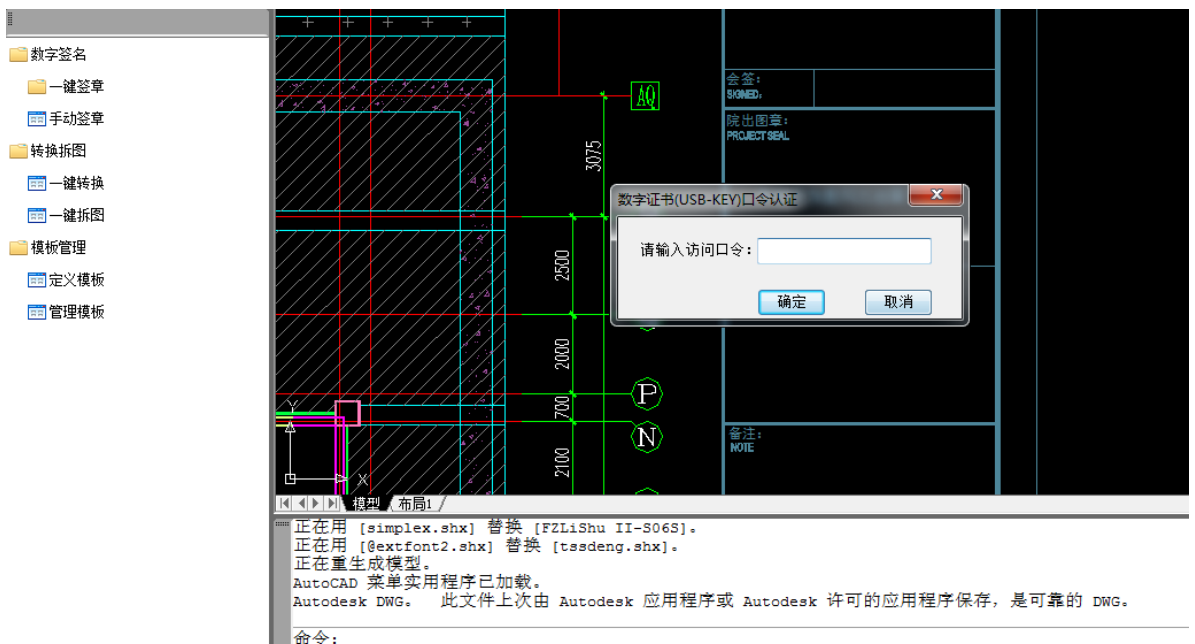 数字签名
一键签章
手动签章
转换拆图
一键转换
一键拆图
模板管理
定义模板
管理模板
AQ
3075
2500
2000
700
2100
P
N
Y
X
会签:
SIGNED:
院出图章:
PROJECT SEAL
数字证书(USB-KEY)口令认证
请输入访问口令:
确定
取消
备注:
NOTE
模型
布局1
正在用 [simplex.shx] 替换 [FZLiShu II-S06S]。
正在用 [@extfont2.shx] 替换 [tssdeng.shx]。
正在重生成模型。
AutoCAD 菜单实用程序已加载。
Autodesk DWG。 此文件上次由 Autodesk 应用程序或 Autodesk 许可的应用程序保存,是可靠的 DWG。
命令: